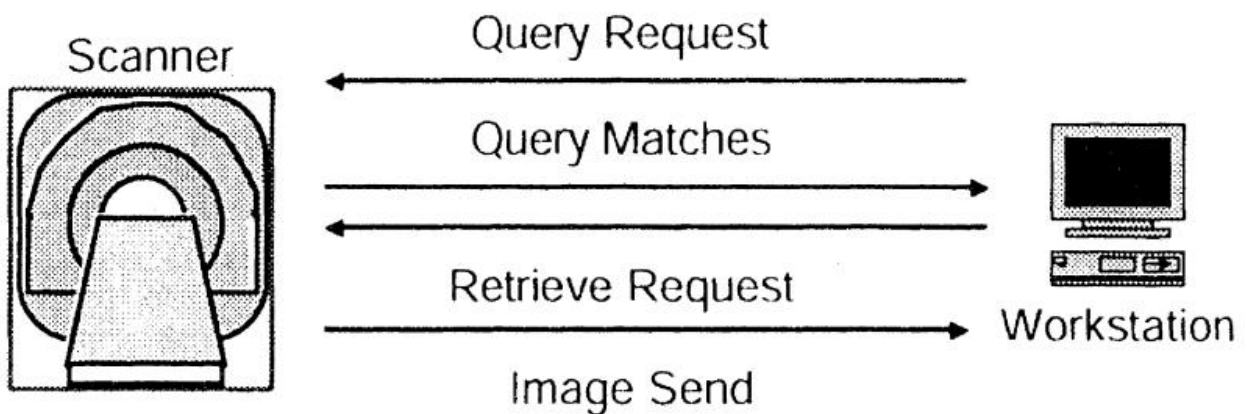 Scanner
Query Request
Query Matches
Retrieve Request
Image Send
Workstation